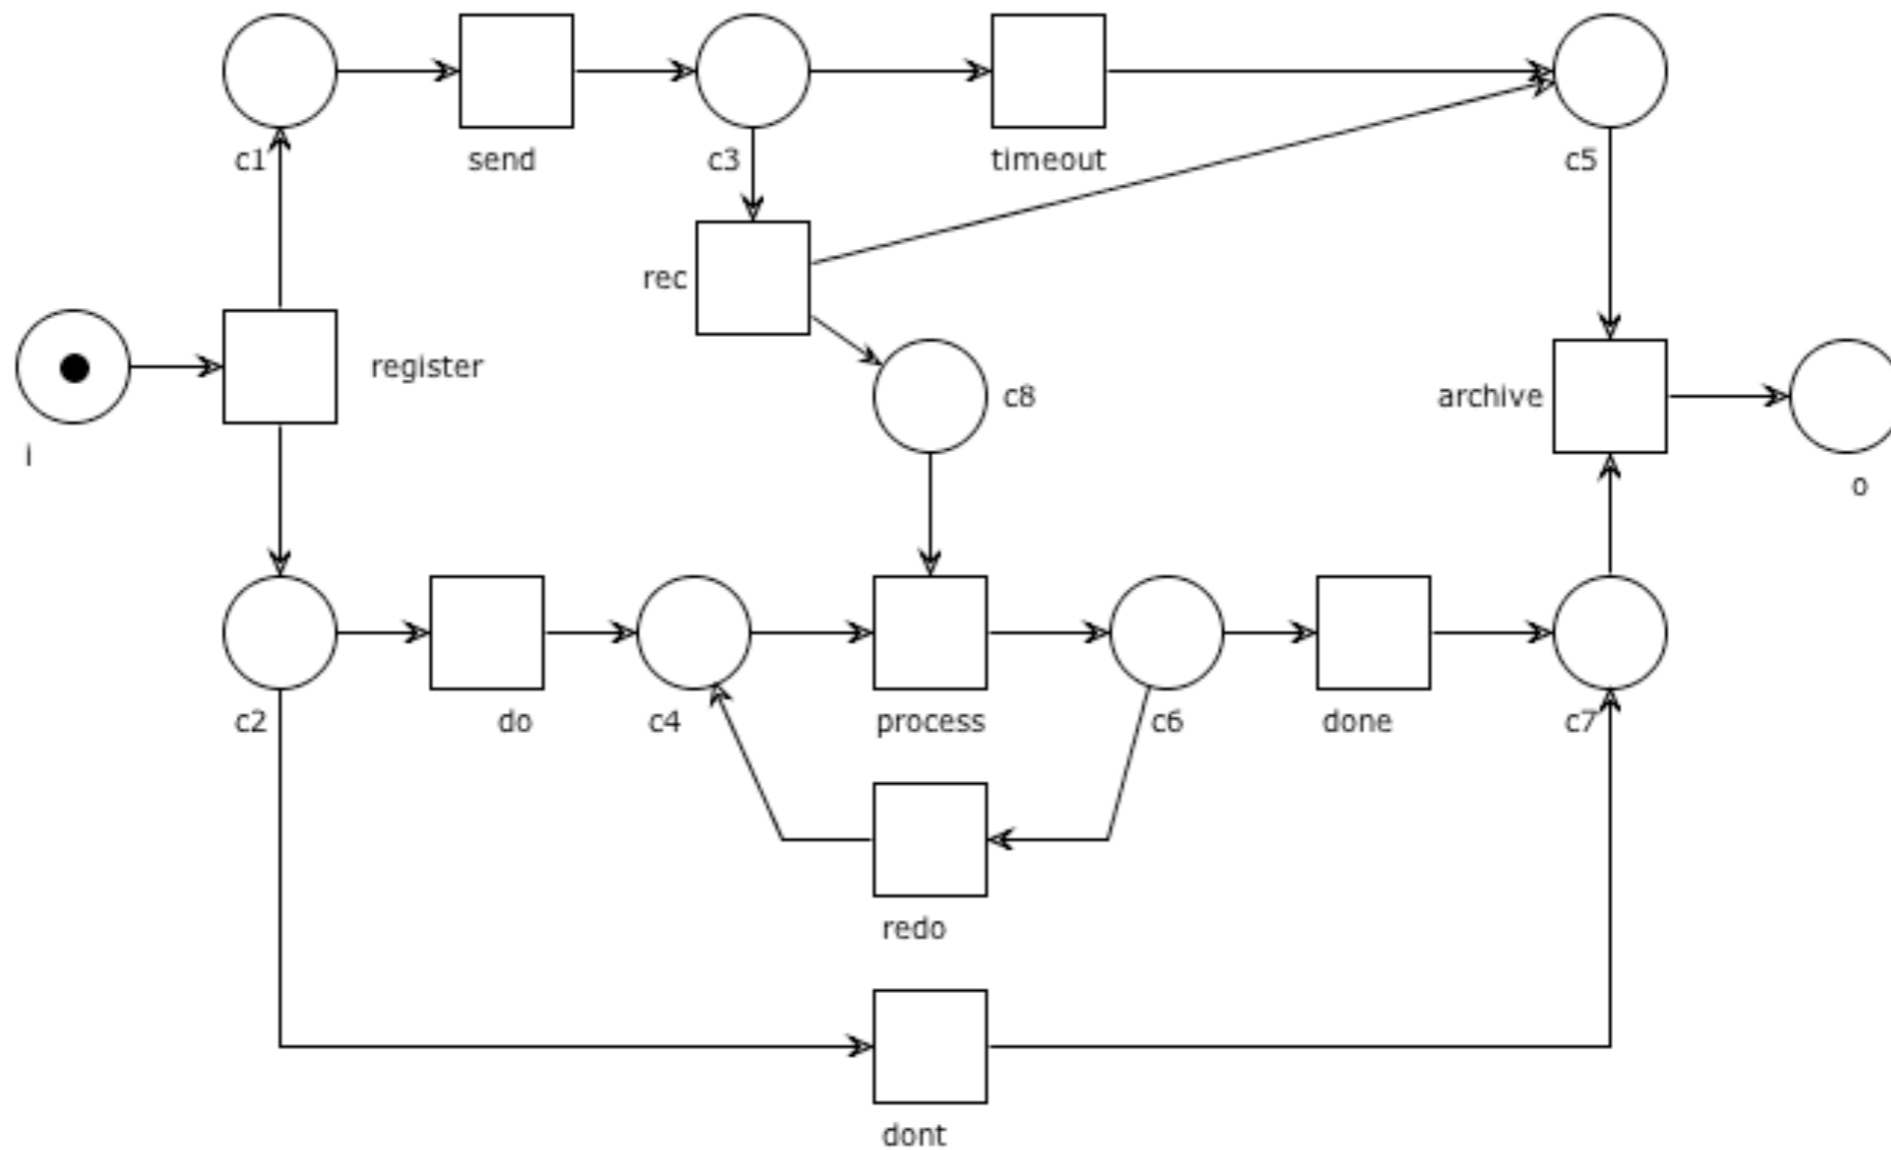 c1
send
c3
timeout
c5
rec
register
c8
archive
i
o
c2
do
c4
process
c6
done
c7
redo
dont